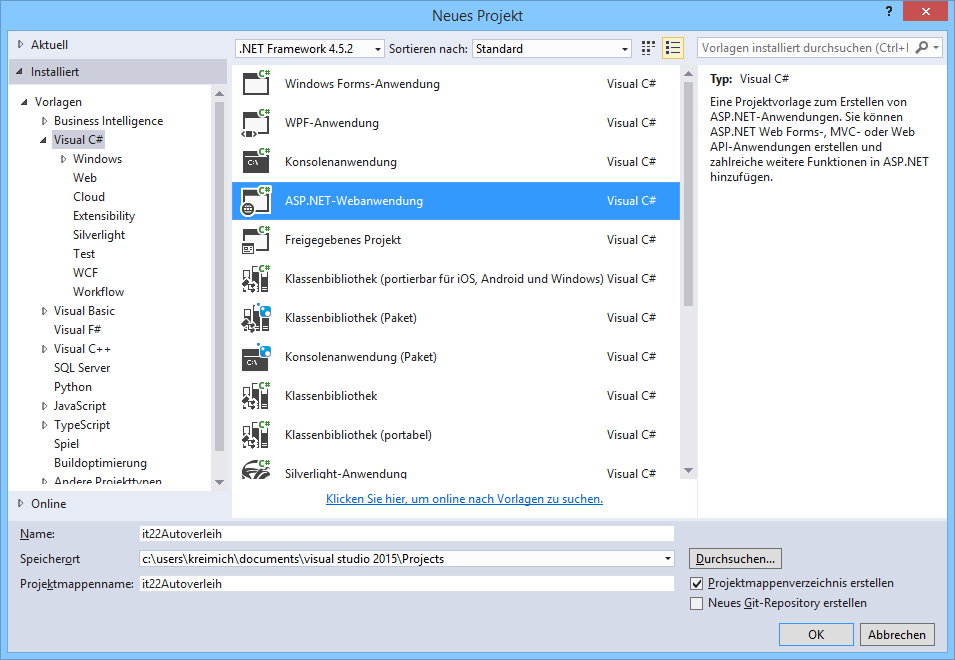 Neues Projekt
?
Aktuell
Installiert
Vorlagen
Business Intelligence
Visual C#
Windows
Web
Cloud
Extensibility
Silverlight
Test
WCF
Workflow
Visual Basic
Visual F#
Visual C++
SQL Server
Python
JavaScript
TypeScript
Spiel
Buildoptimierung
Andere Projekttypen
Online
.NET Framework 4.5.2 Sortieren nach: Standard
Windows Forms-Anwendung Visual C#
WPF-Anwendung Visual C#
Konsolenanwendung Visual C#
ASP.NET-Webanwendung Visual C#
Freigegebenes Projekt Visual C#
Klassenbibliothek (portierbar für iOS, Android und Windows) Visual C#
Klassenbibliothek (Paket) Visual C#
Konsolenanwendung (Paket) Visual C#
Klassenbibliothek Visual C#
Klassenbibliothek (portabel) Visual C#
Silverlight-Anwendung Visual C#
Klicken Sie hier, um online nach Vorlagen zu suchen.
Vorlagen installiert durchsuchen (Ctrl+
Typ: Visual C#
Eine Projektvorlage zum Erstellen von
ASP.NET-Anwendungen. Sie können
ASP.NET Web Forms-, MVC- oder Web
API-Anwendungen erstellen und
zahlreiche weitere Funktionen in ASP.NET
hinzufügen.
Name: it22Autoverleih
Speicherort c:\users\kreimich\documents\visual studio 2015\Projects
Projektmappenname: it22Autoverleih
Durchsuchen...
Projektmappenverzeichnis erstellen
Neues Git-Repository erstellen
OK Abbrechen